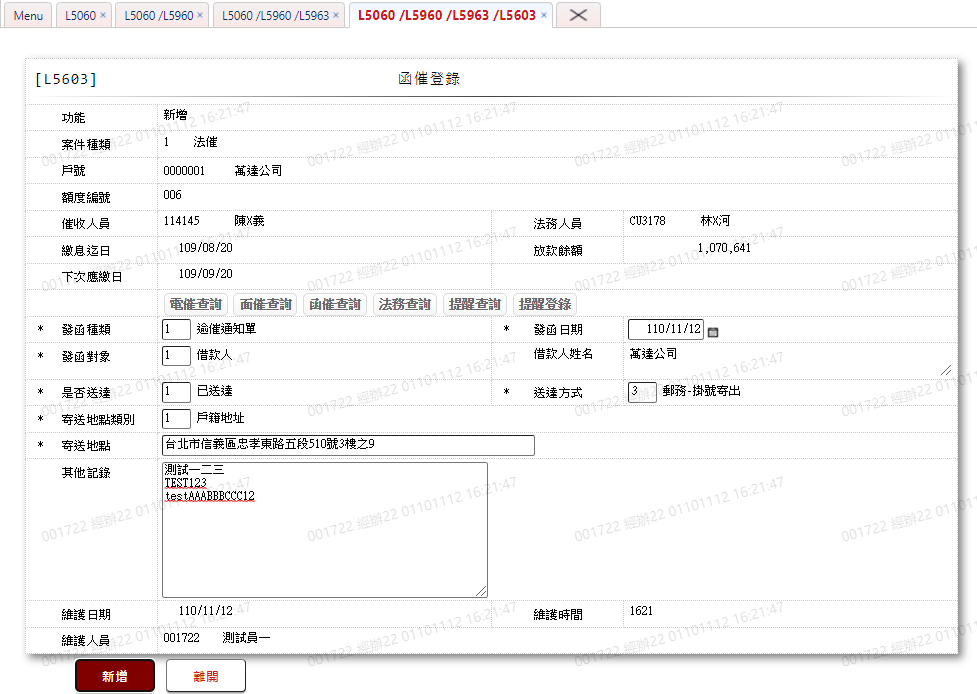 Menu L5060 × L5060 /L5960 × L5060 /L5960 /L5963 × L5060 /L5960 /L5963 /L5603 ×
[L5603] 函催登錄
功能 新增
案件種類 1 法催
戶號 0000001 萬達公司
額度編號 006
催收人員 114145 陳X義 法務人員 CU3178 林X河
繳息迄日 109/08/20 放款餘額 1,070,641
下次應繳日 109/09/20
電催查詢 面催查詢 函催查詢 法務查詢 提醒查詢 提醒登錄
* 發函種類 1 逾催通知單 * 發函日期 110/11/12
* 發函對象 1 借款人 借款人姓名 萬達公司
* 是否送達 1 已送達 * 送達方式 3 郵務-掛號寄出
* 寄送地點類別 1 戶籍地址
* 寄送地點 台北市信義區忠孝東路五段510號3樓之9
其他記錄 測試一二三
TEST123
testAAABBBCCC12
維護日期 110/11/12 維護時間 1621
維護人員 001722 測試員一
新增 離開
001722 經辦22 01101112 16:21:47